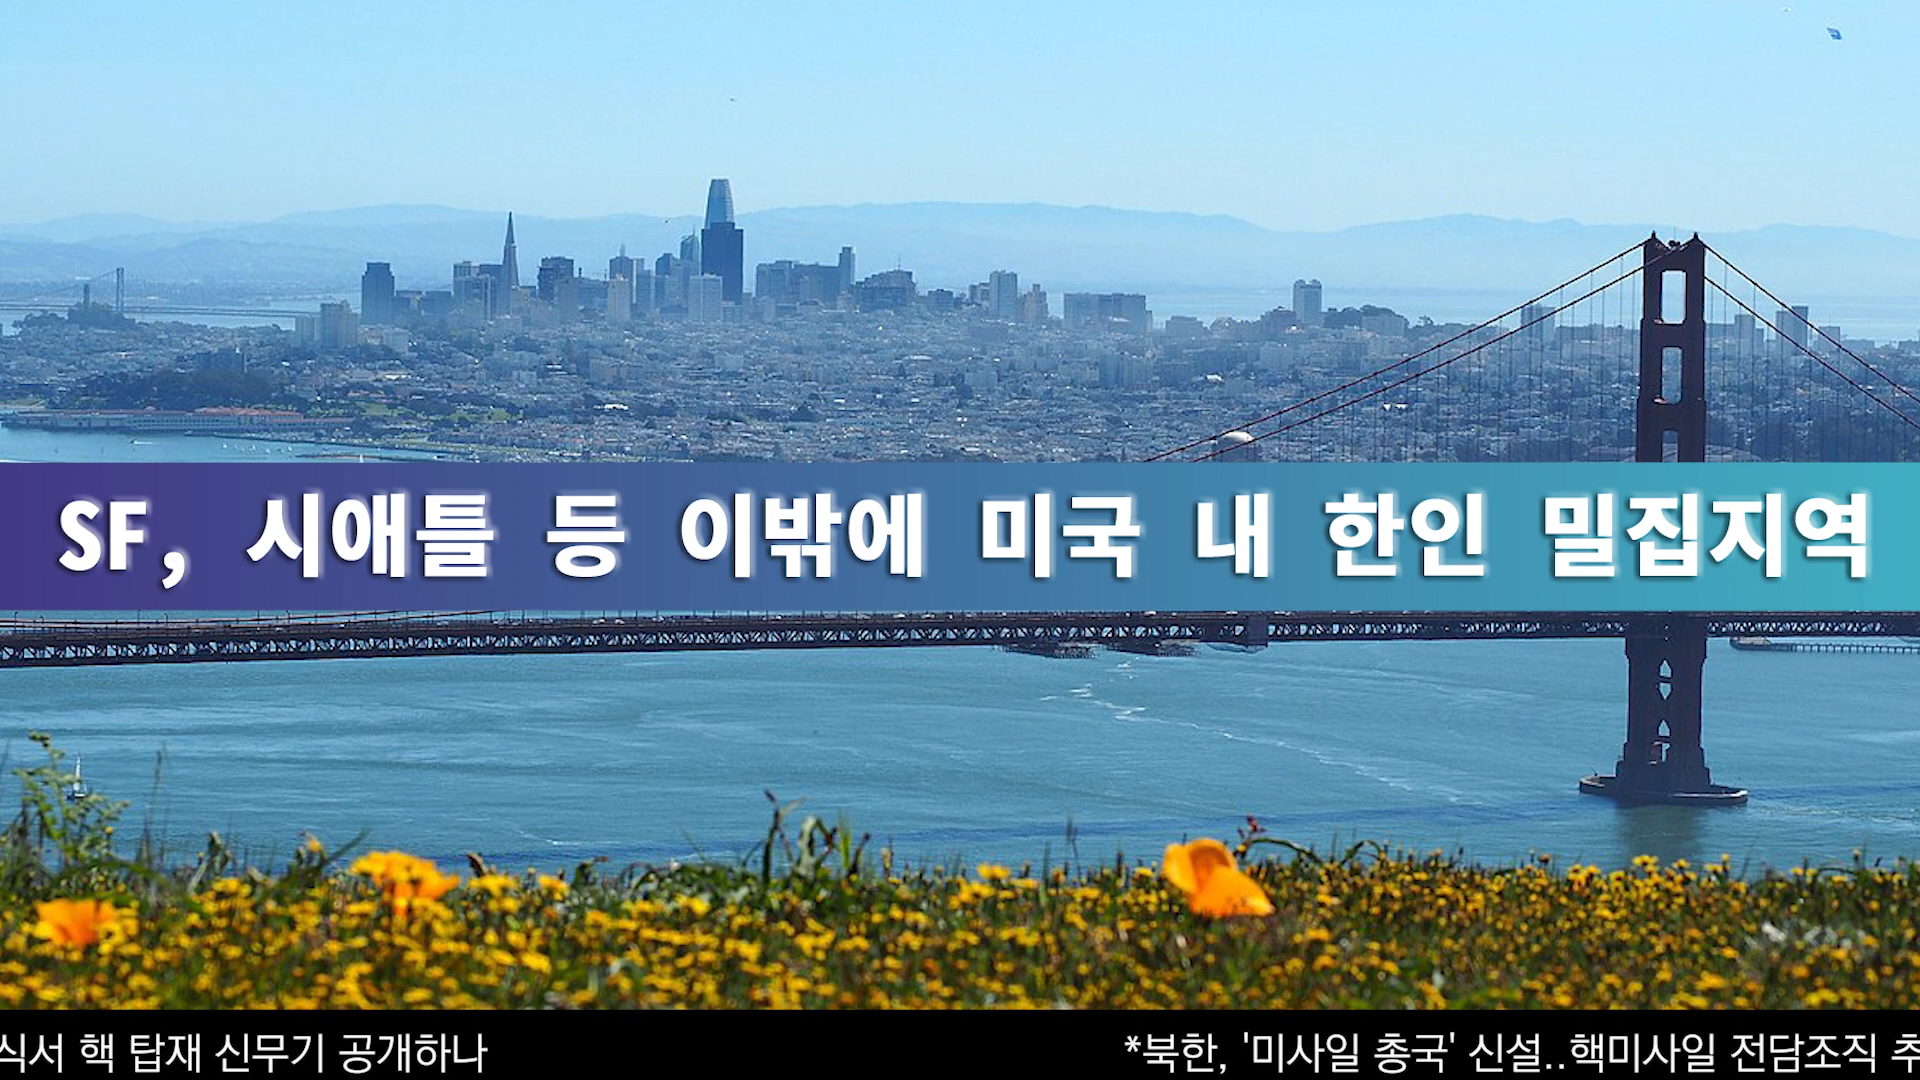 SF, 시애틀 등 이밖에 미국 내 한인 밀집지역
식서 핵 탑재 신무기 공개하나 *북한, '미사일 총국' 신설..핵미사일 전담조직 추